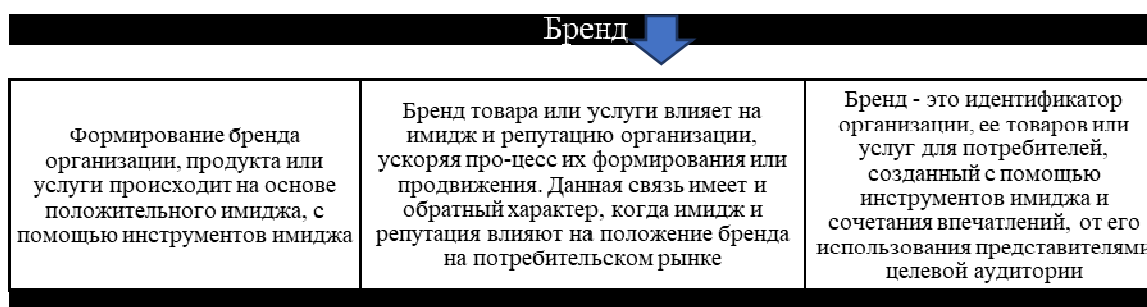 Бренд
Формирование бренда
организации, продукта или
услуги происходит на основе
положительного имиджа, с
помощью инструментов имиджа
Бренд товара или услуги влияет на
имидж и репутацию организации,
ускоряя про-цесс их формирования или
продвижения. Данная связь имеет и
обратный характер, когда имидж и
репутация влияют на положение бренда
на потребительском рынке
Бренд - это идентификатор
организации, ее товаров или
услуг для потребителей,
созданный с помощью
инструментов имиджа и
сочетания впечатлений, от его
использования представителями
целевой аудитории